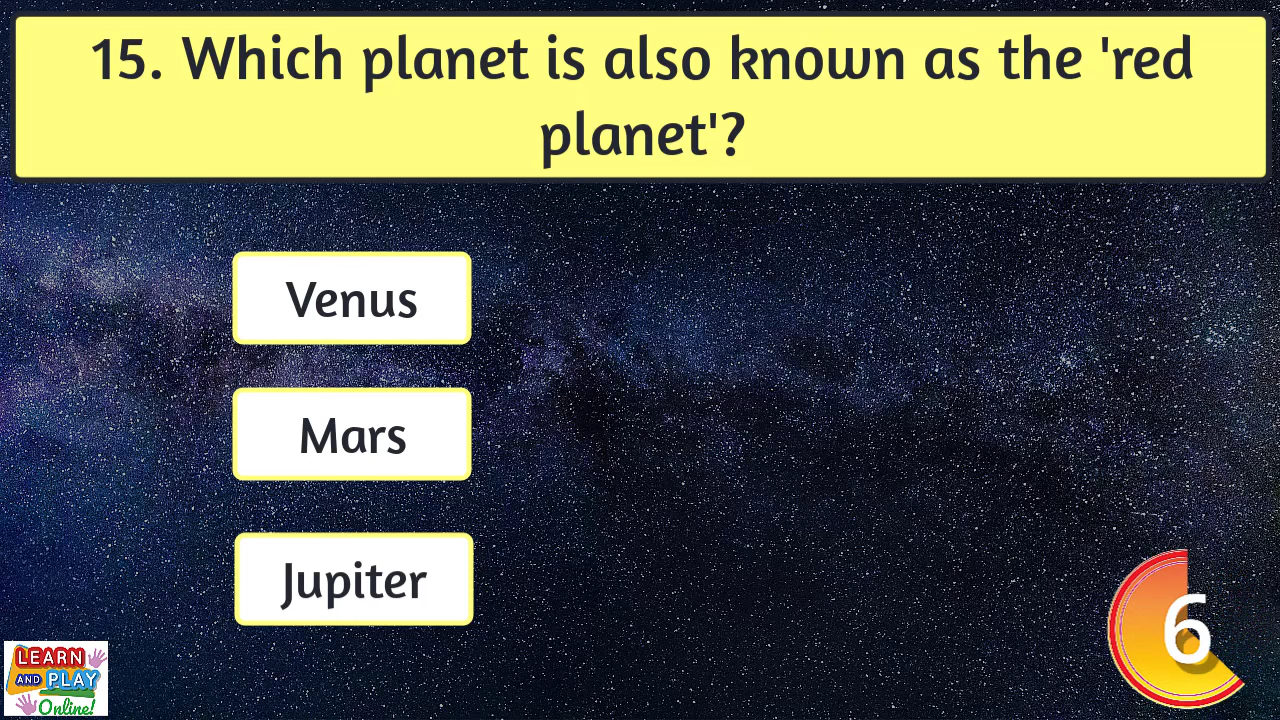 15. Which planet is also known as the 'red
planet'?
Venus
Mars
Jupiter
6
LEARN
AND PLAY
Online!